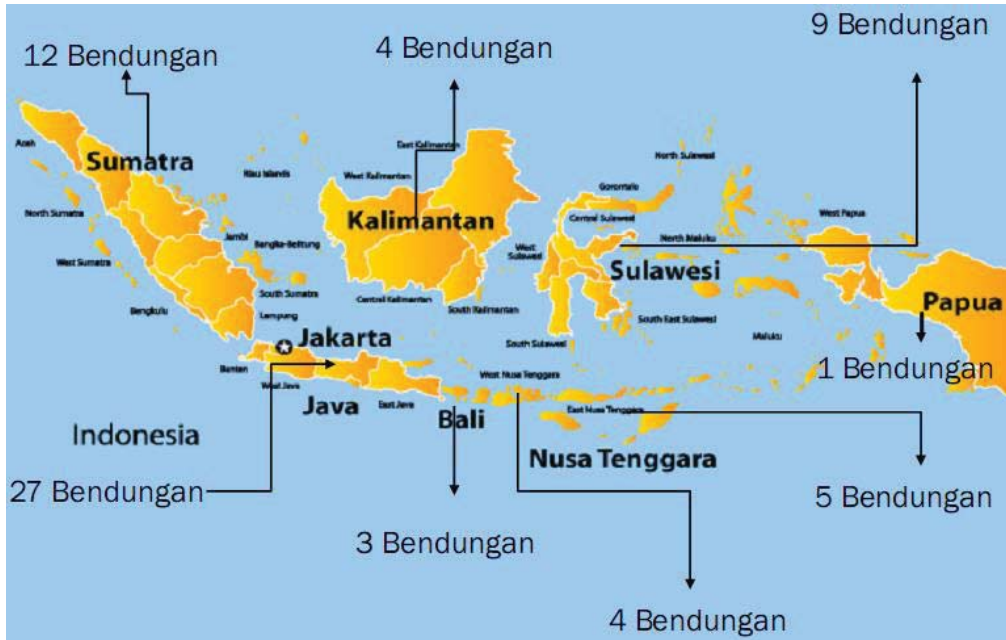 9 Bendungan
12 Bendungan
4 Bendungan
Aceh
Sumatra
East Kalimantan
North Sulawesi
Riau Islands
West Kalimantan
Gorontalo
North Sumatra
Kalimantan
Central Sulawesi
West Papua
Jambi
Bangka-Belitung
West Sulawesi
North Maluku
West Sumatra
Sulawesi
South Sumatra
Central Kalimantan
South Kalimantan
Papua
Bengkulu
Lampung
South East Sulawesi
Maluku
Jakarta
South Sulawesi
Banten
West Java
West Nusa Tenggara
1 Bendungan
Java
East Java
Bali
East Nusa Tenggara
Indonesia
Nusa Tenggara
27 Bendungan
5 Bendungan
3 Bendungan
4 Bendungan